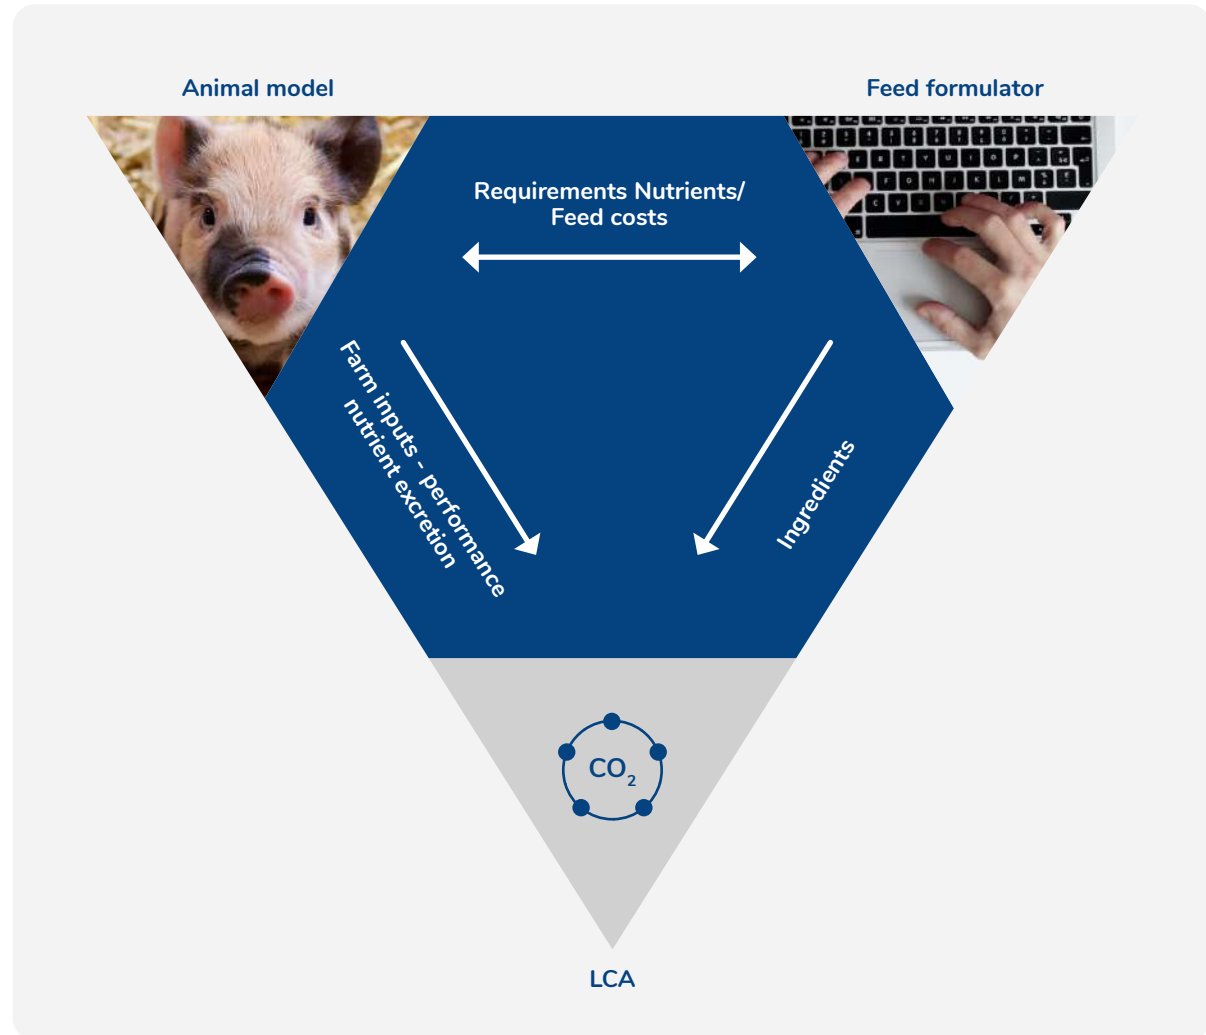 Animal model
Feed formulator
Requirements Nutrients/
Feed costs
Farm inputs - performance
nutrient excretion
Ingredients
CO₂
LCA